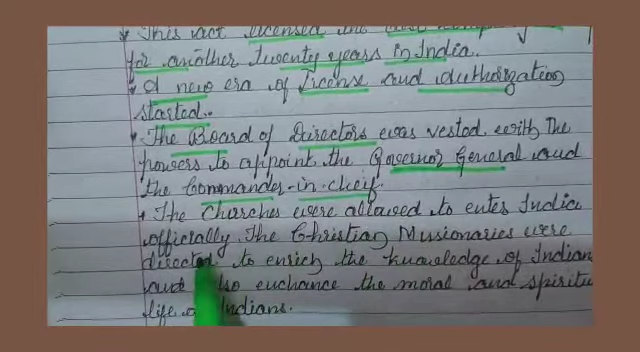 • This act licensed the
for another twenty years in India.
• A new era of License and Authorization
started.
• The Board of Directors was vested with the
powers to appoint the Governor General and
the Commander-in-cheif.
• The Churches were allowed to enter India
officially. The Christian Missionaries were
directed to enrich the knowledge of Indian
and also enchance the moral and spiritu
life Indians.